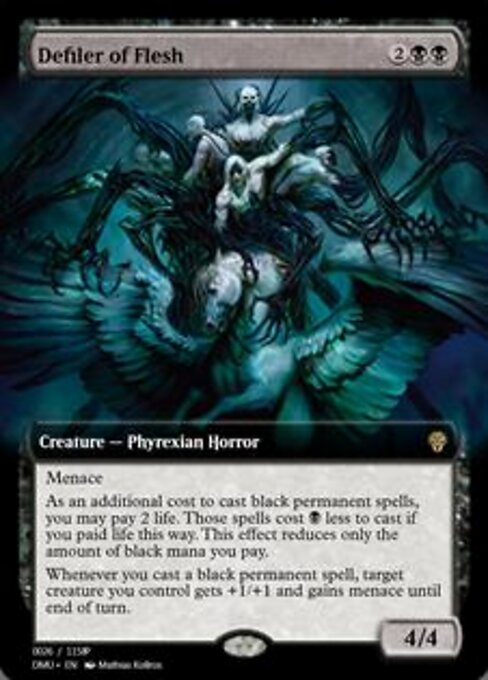 Defiler of Flesh 2
Creature — Phyrexian Horror
Menace
As an additional cost to cast black permanent spells,
you may pay 2 life. Those spells cost less to cast if
you paid life this way. This effect reduces only the
amount of black mana you pay.
Whenever you cast a black permanent spell, target
creature you control gets +1/+1 and gains menace until
end of turn.
4/4
DMU • EN Mathias Kollros